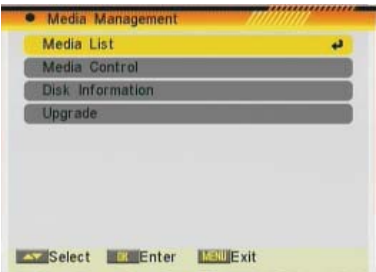 Media Management
Media List
Media Control
Disk Information
Upgrade
Select OK Enter MENU Exit